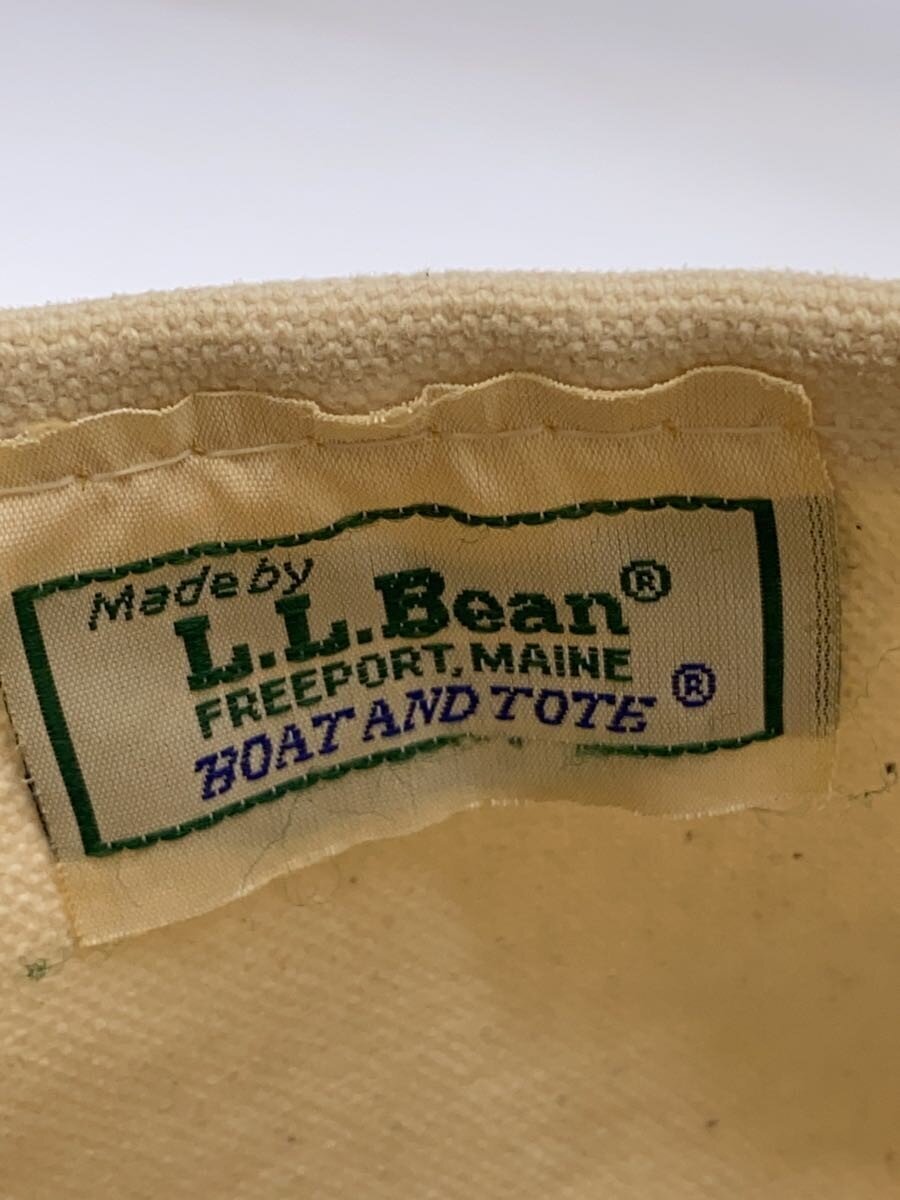 Made by
L.L.Bean®
FREEPORT, MAINE
BOAT AND TOTE®